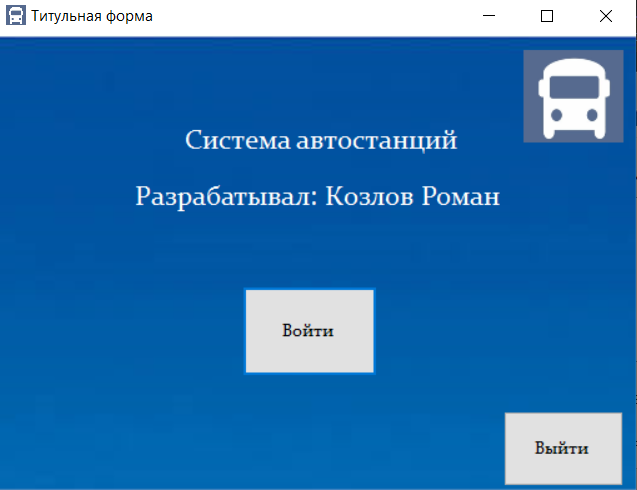 Титульная форма
Система автостанций
Разрабатывал: Козлов Роман
Войти
Выйти